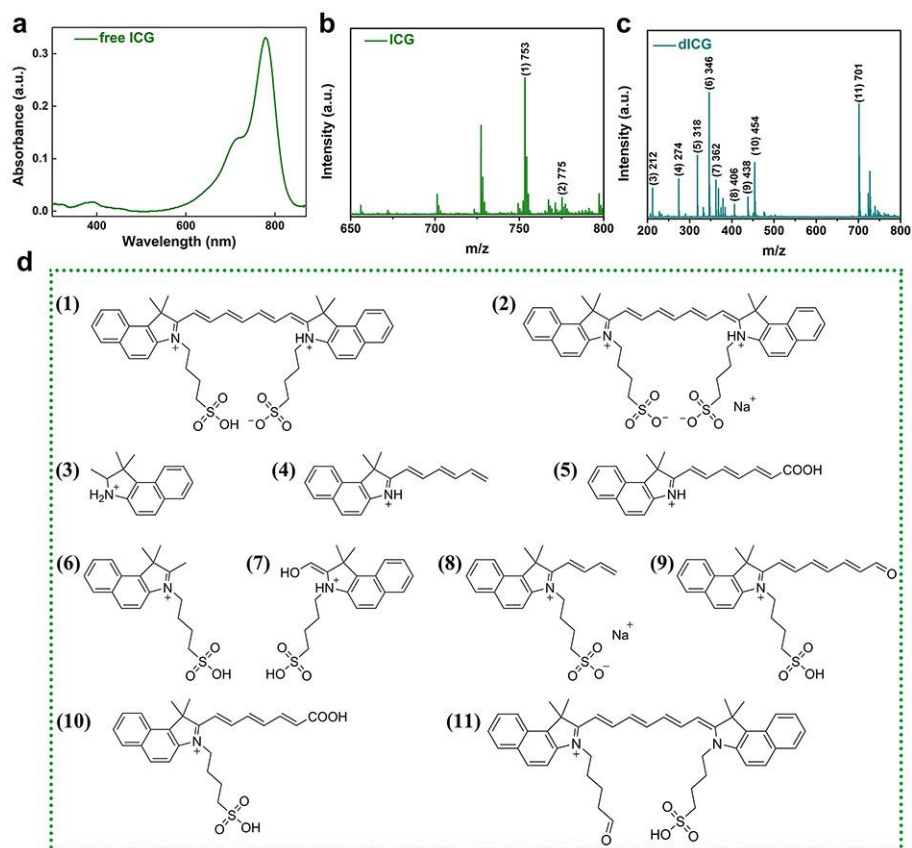 a
free ICG
0.3
0.2
0.1
0.0
Absorbance (a.u.)
400
600
800
Wavelength (nm)
b
ICG
(1) 753
(2) 775
Intensity (a.u.)
650
700
750
800
m/z
c
dICG
(3) 212
(4) 274
(5) 318
(6) 346
(7) 362
(8) 406
(9) 438
(10) 454
(11) 701
Intensity (a.u.)
200
300
400
500
600
700
800
m/z
d
(1)
N
+
HN
+
O
S
O
OH
O
S
O
−O
(2)
N
+
HN
+
O
S
O
O−
O
S
O
−O
Na+
(3)
H2N+
(4)
NH
+
(5)
COOH
NH
+
(6)
N
+
O
S
O
OH
(7)
HO
HN
+
O
S
O
HO
(8)
N
+
O
S
O
O−
Na+
(9)
O
N
+
O
S
O
OH
(10)
COOH
N
+
O
S
O
OH
(11)
N
+
N
O
O
S
O
HO